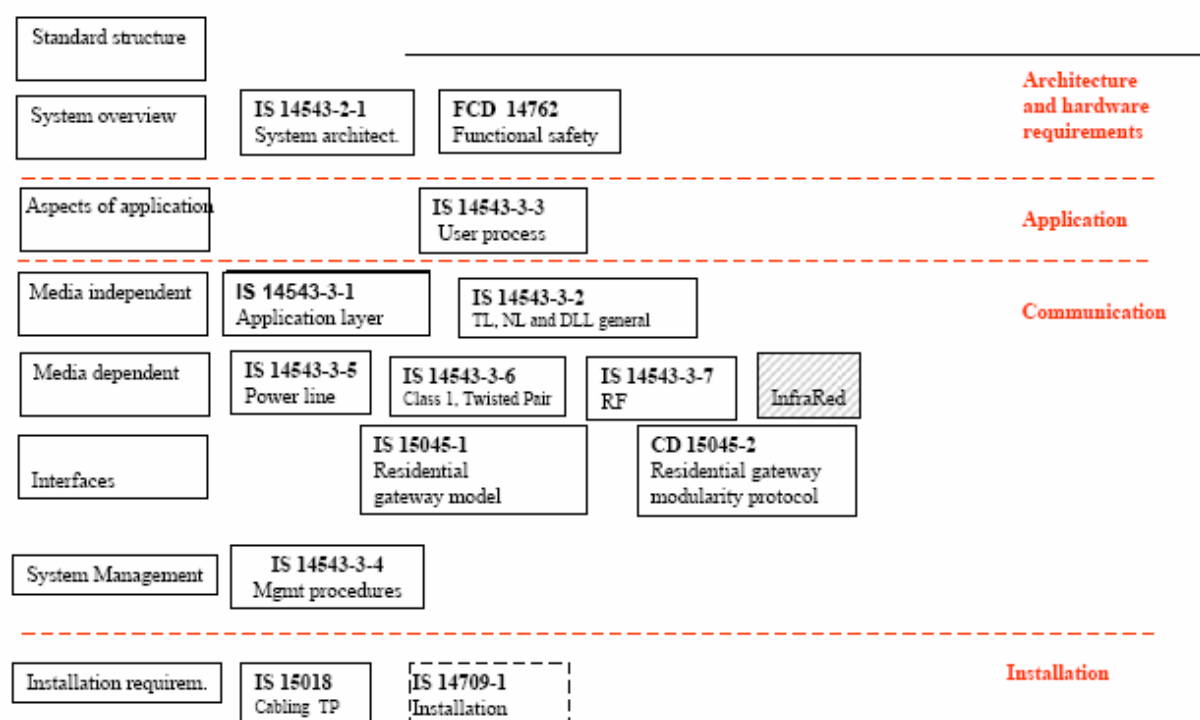 Standard structure
Architecture
and hardware
requirements
System overview
IS 14543-2-1
System architect.
FCD 14762
Functional safety
Aspects of application
IS 14543-3-3
User process
Application
Media independent
IS 14543-3-1
Application layer
IS 14543-3-2
TL, NL and DLL general
Communication
Media dependent
IS 14543-3-5
Power line
IS 14543-3-6
Class 1, Twisted Pair
IS 14543-3-7
RF
InfraRed
Interfaces
IS 15045-1
Residential
gateway model
CD 15045-2
Residential gateway
modularity protocol
System Management
IS 14543-3-4
Mgmt procedures
Installation requirem.
IS 15018
Cabling TP
IS 14709-1
Installation
Installation